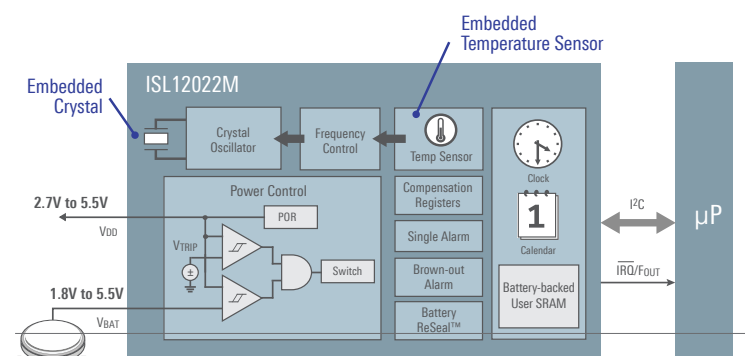 Embedded
Temperature Sensor
Embedded
Crystal
ISL12022M
Crystal
Oscillator
Frequency
Control
Temp Sensor
Clock
Power Control
Compensation
Registers
2.7V to 5.5V
VDD
POR
VTRIP
±
Switch
Single Alarm
1
Calendar
I²C
µP
Brown-out
Alarm
Battery-backed
User SRAM
IRQ/FOUT
1.8V to 5.5V
VBAT
Battery
ReSeal™